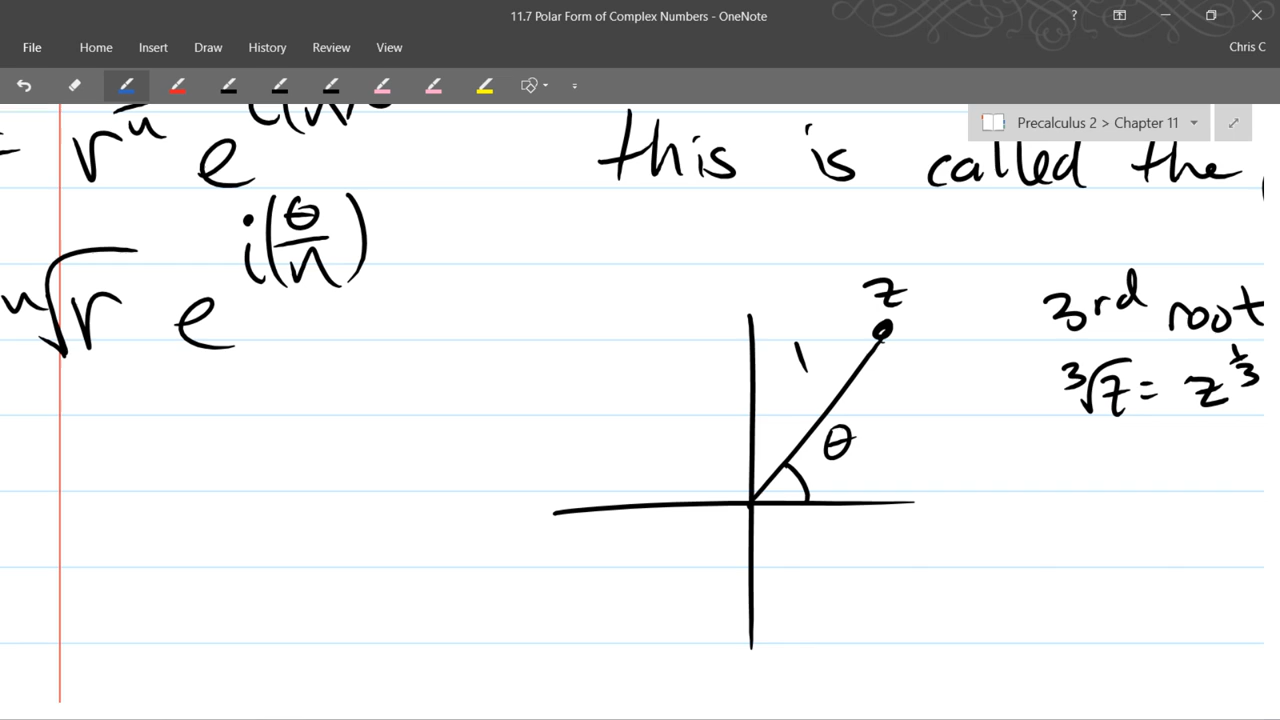 11.7 Polar Form of Complex Numbers - OneNote
?
File Home Insert Draw History Review View
Chris C
Precalculus 2 > Chapter 11
r^(1/n) e
this is called the
ⁿ√r e^(i(θ/n))
z
θ
3rd root
³√z = z^(1/3)